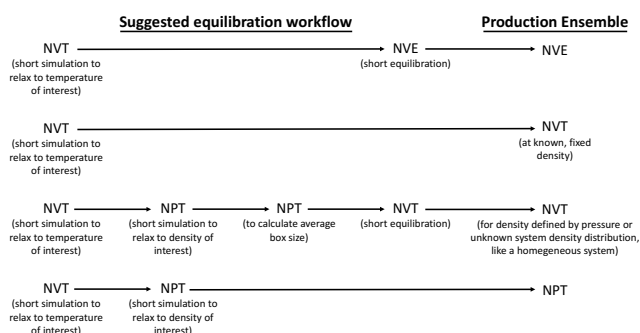 Suggested equilibration workflow Production Ensemble
NVT NVE NVE
(short simulation to (short equilibration)
relax to temperature
of interest)
NVT NVT
(short simulation to (at known, fixed
relax to temperature density)
of interest)
NVT NPT NPT NVT NVT
(short simulation to (short simulation to (to calculate average (short equilibration) (for density defined by pressure or
relax to temperature relax to density of box size) unknown system density distribution,
of interest) interest) like a homogeneous system)
NVT NPT NPT
(short simulation to (short simulation to
relax to temperature relax to density of
of interest) interest)